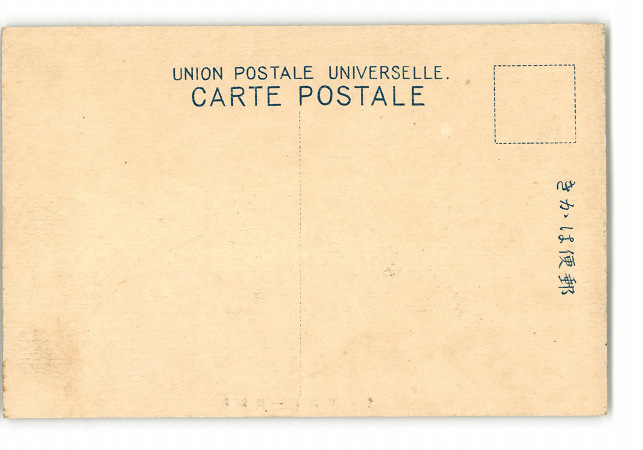 UNION POSTALE UNIVERSELLE.
CARTE POSTALE
郵便はかき